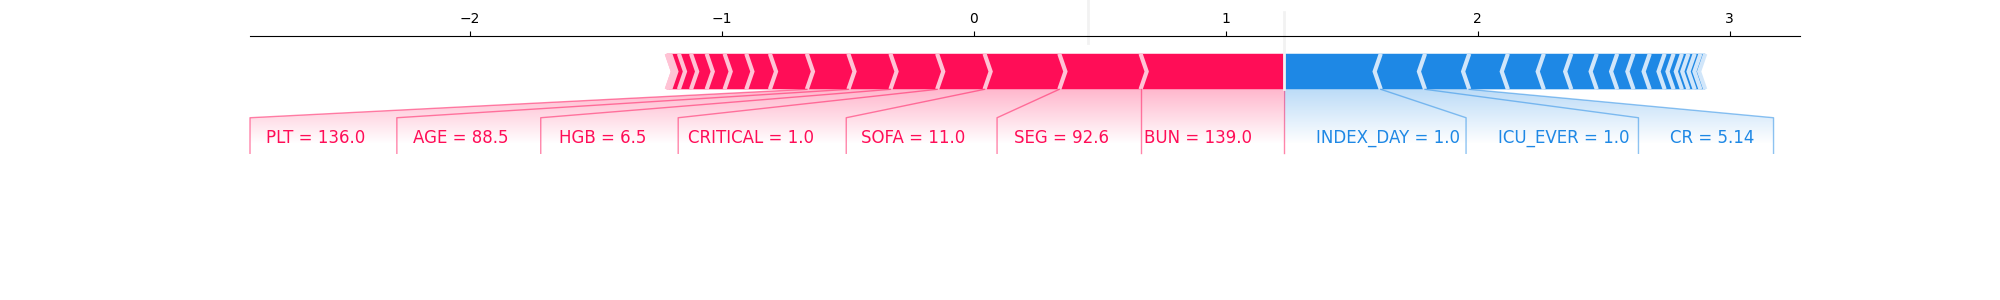 −2 −1 0 1 2 3
PLT = 136.0 AGE = 88.5 HGB = 6.5 CRITICAL = 1.0 SOFA = 11.0 SEG = 92.6 BUN = 139.0 INDEX_DAY = 1.0 ICU_EVER = 1.0 CR = 5.14